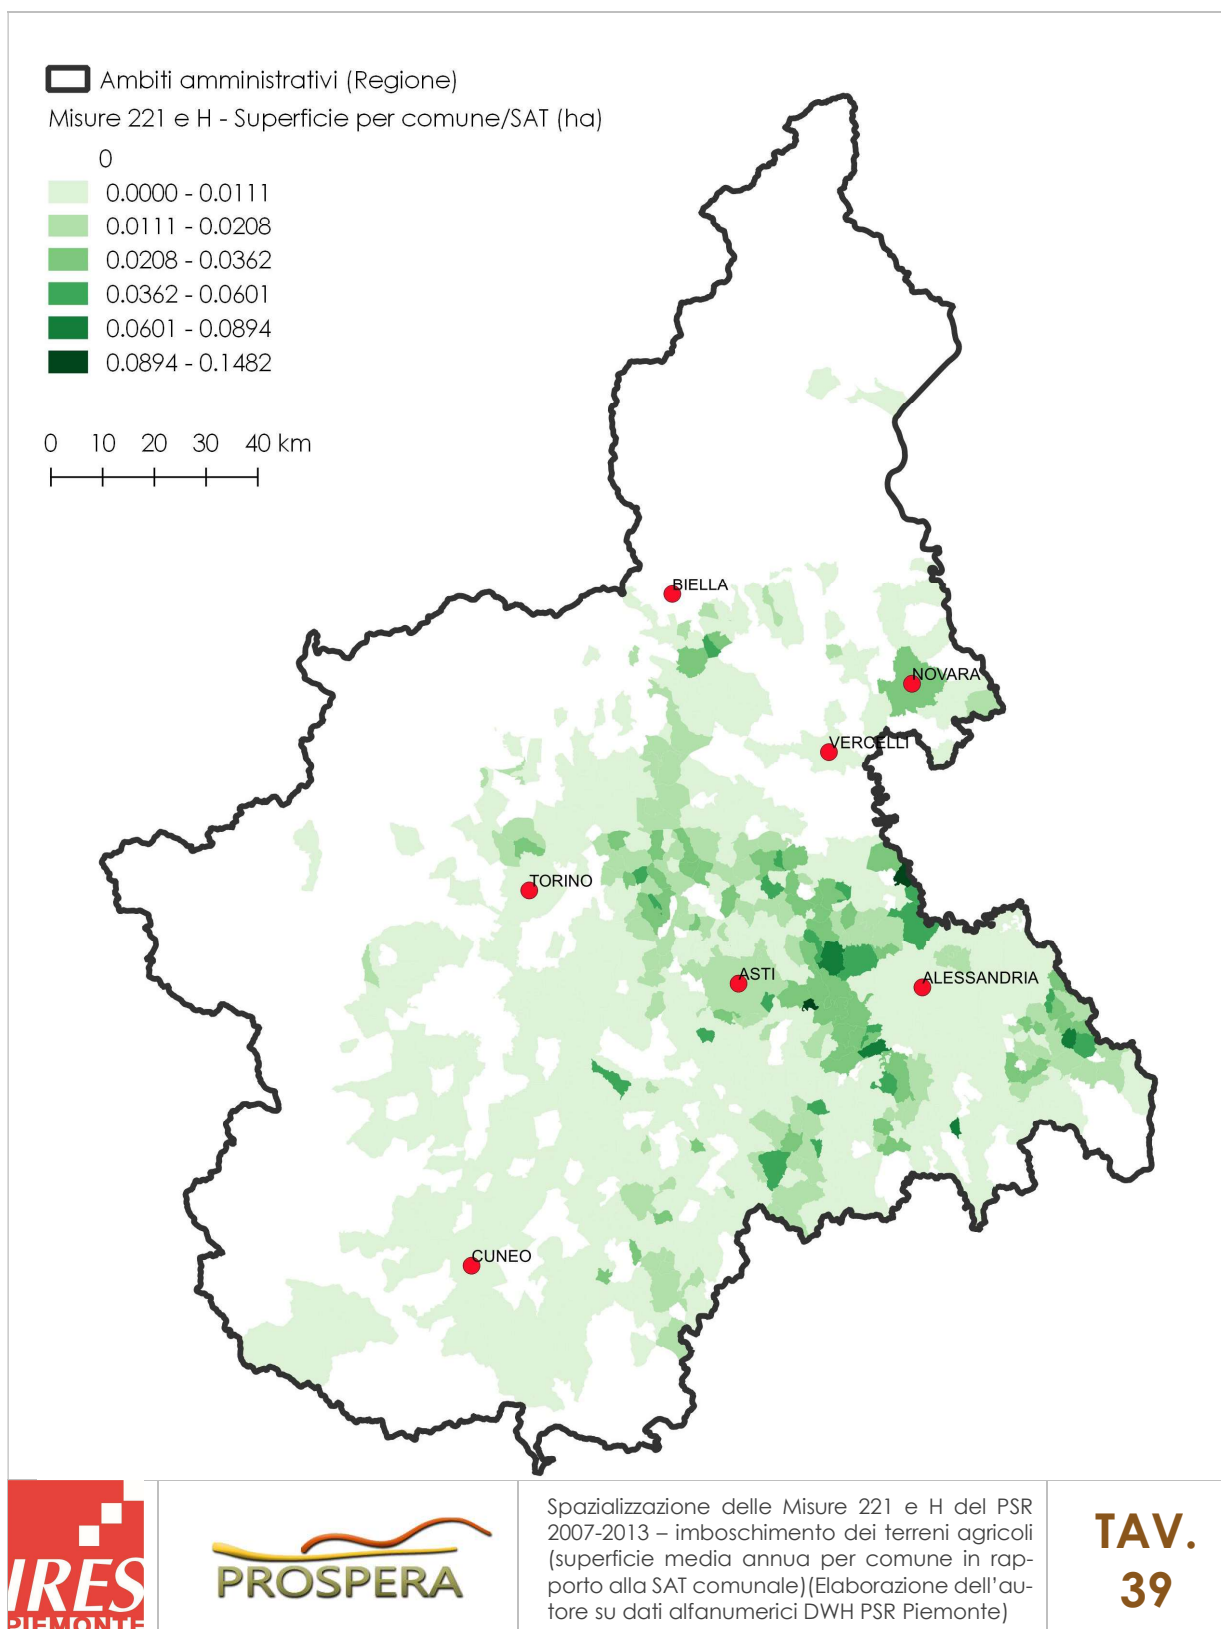 Ambiti amministrativi (Regione)
Misure 221 e H - Superficie per comune/SAT (ha)
0
0.0000 - 0.0111
0.0111 - 0.0208
0.0208 - 0.0362
0.0362 - 0.0601
0.0601 - 0.0894
0.0894 - 0.1482
0 10 20 30 40 km
BIELLA
NOVARA
VERCELLI
TORINO
ASTI
ALESSANDRIA
CUNEO
IRES
PIEMONTE
PROSPERA
Spazializzazione delle Misure 221 e H del PSR
2007-2013 – imboschimento dei terreni agricoli
(superficie media annua per comune in rap-
porto alla SAT comunale)(Elaborazione dell'au-
tore su dati alfanumerici DWH PSR Piemonte)
TAV.
39